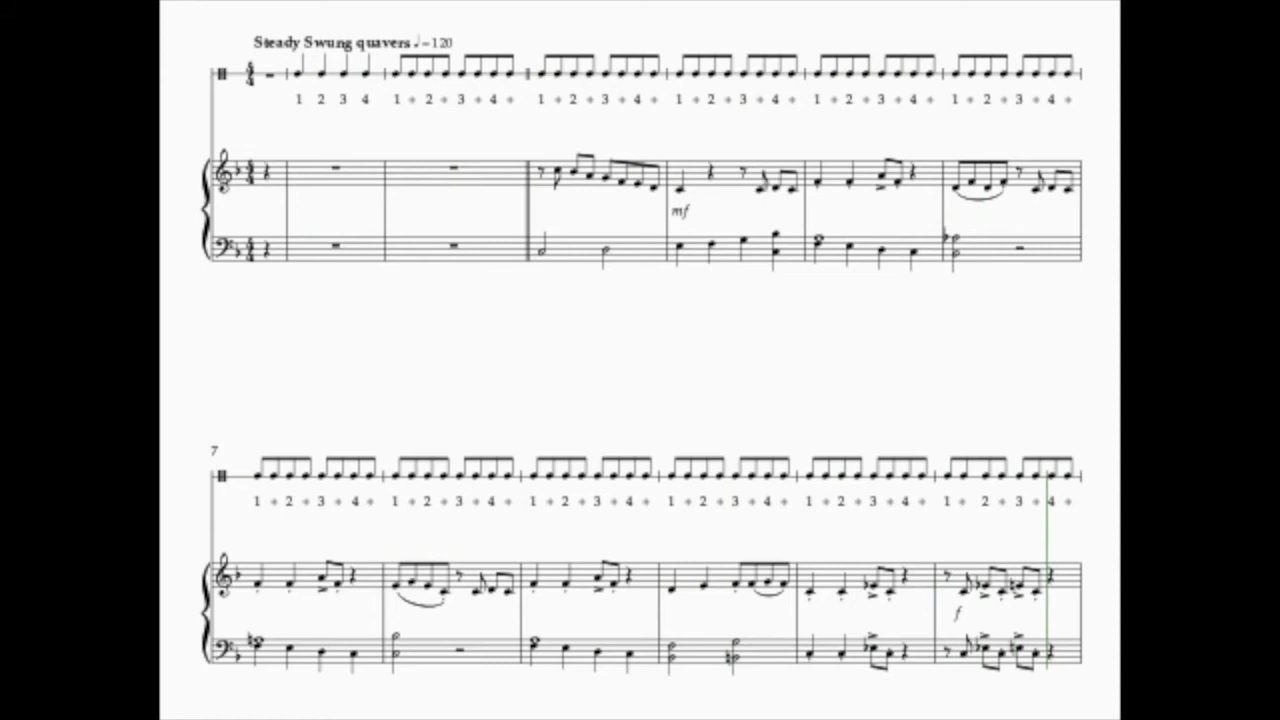 Steady Swung quavers ♩=120
1 2 3 4 1 + 2 + 3 + 4 + 1 + 2 + 3 + 4 + 1 + 2 + 3 + 4 + 1 + 2 + 3 + 4 + 1 + 2 + 3 + 4 +
mf
7
1 + 2 + 3 + 4 + 1 + 2 + 3 + 4 + 1 + 2 + 3 + 4 + 1 + 2 + 3 + 4 + 1 + 2 + 3 + 4 + 1 + 2 + 3 + 4 +
f